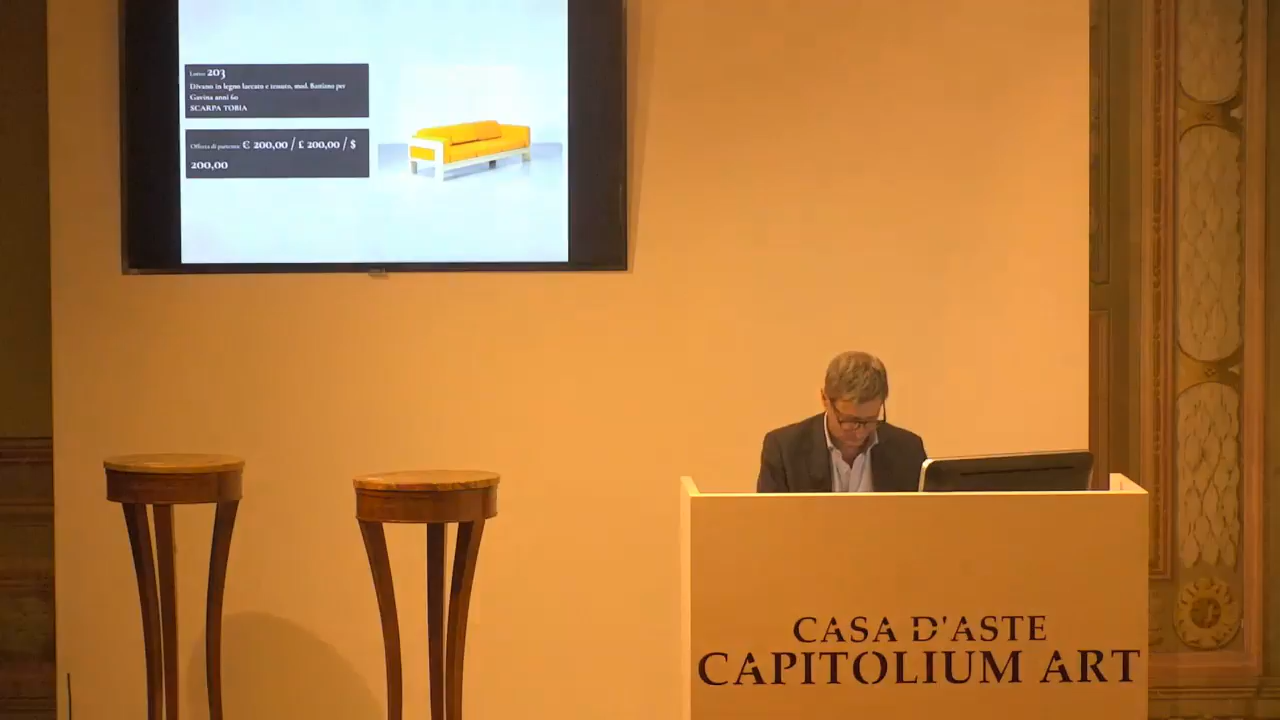 Lotto: 203
Divano in legno laccato e tessuto, mod. Bastiano per
Gavina anni 60
SCARPA TOBIA
Offerta di partenza: € 200,00 / £ 200,00 / $
200,00
CASA D'ASTE
CAPITOLIUM ART